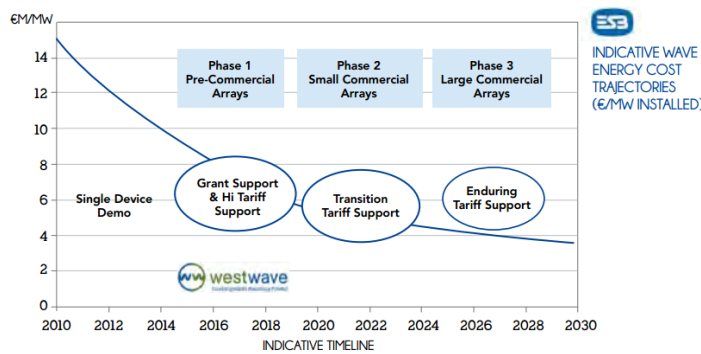 €M/MW
ESB
INDICATIVE WAVE
ENERGY COST
TRAJECTORIES
(€/MW INSTALLED)
14
12
10
8
6
4
2
0
Phase 1
Pre-Commercial
Arrays
Phase 2
Small Commercial
Arrays
Phase 3
Large Commercial
Arrays
Single Device
Demo
Grant Support
& Hi Tariff
Support
Transition
Tariff Support
Enduring
Tariff Support
westwave
2010 2012 2014 2016 2018 2020 2022 2024 2026 2028 2030
INDICATIVE TIMELINE